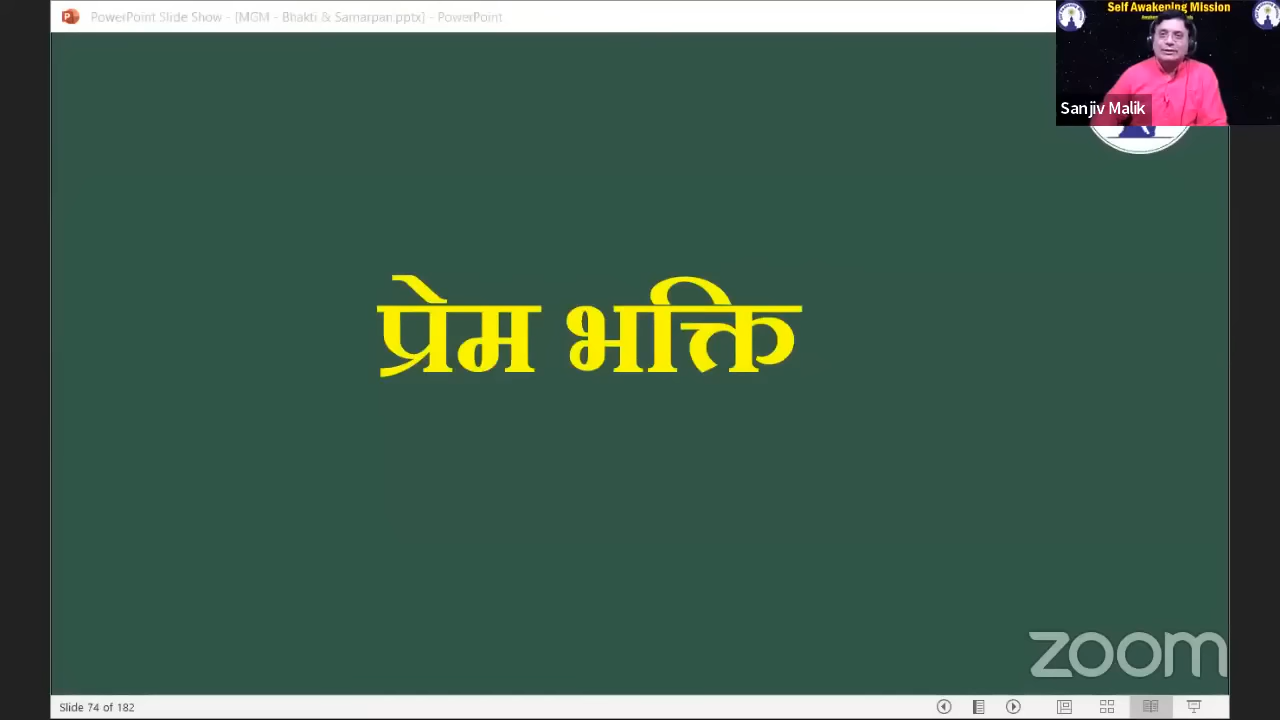 PowerPoint Slide Show - [MGM - Bhakti & Samarpan.pptx] - PowerPoint
Self Awakening Mission
Sanjiv Malik
प्रेम भक्ति
zoom
Slide 74 of 182